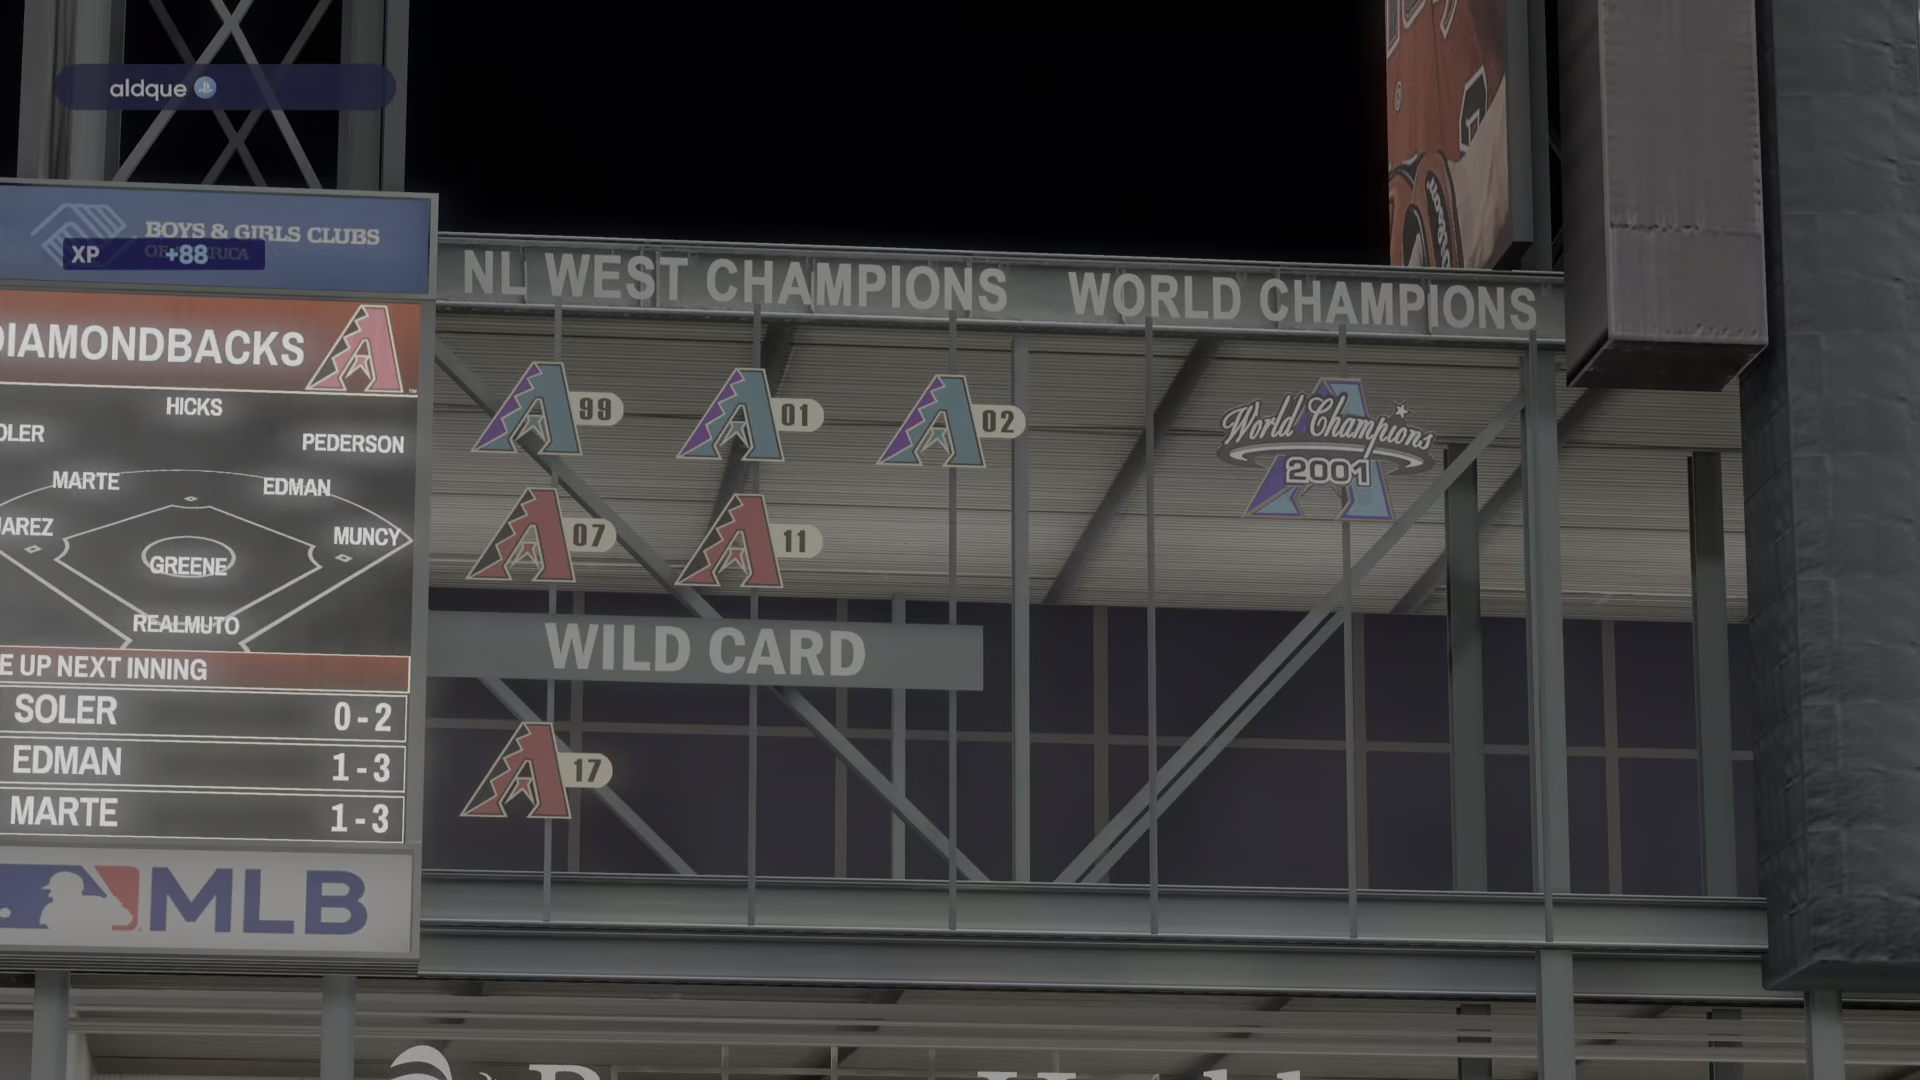 aldque
BOYS & GIRLS CLUBS
XP +88
NL WEST CHAMPIONS
WORLD CHAMPIONS
DIAMONDBACKS
HICKS
PEDERSON
MARTE
EDMAN
MUNCY
GREENE
REALMUTO
UP NEXT INNING
SOLER 0-2
EDMAN 1-3
MARTE 1-3
MLB
99
01
02
World Champions
2001
07
11
WILD CARD
17